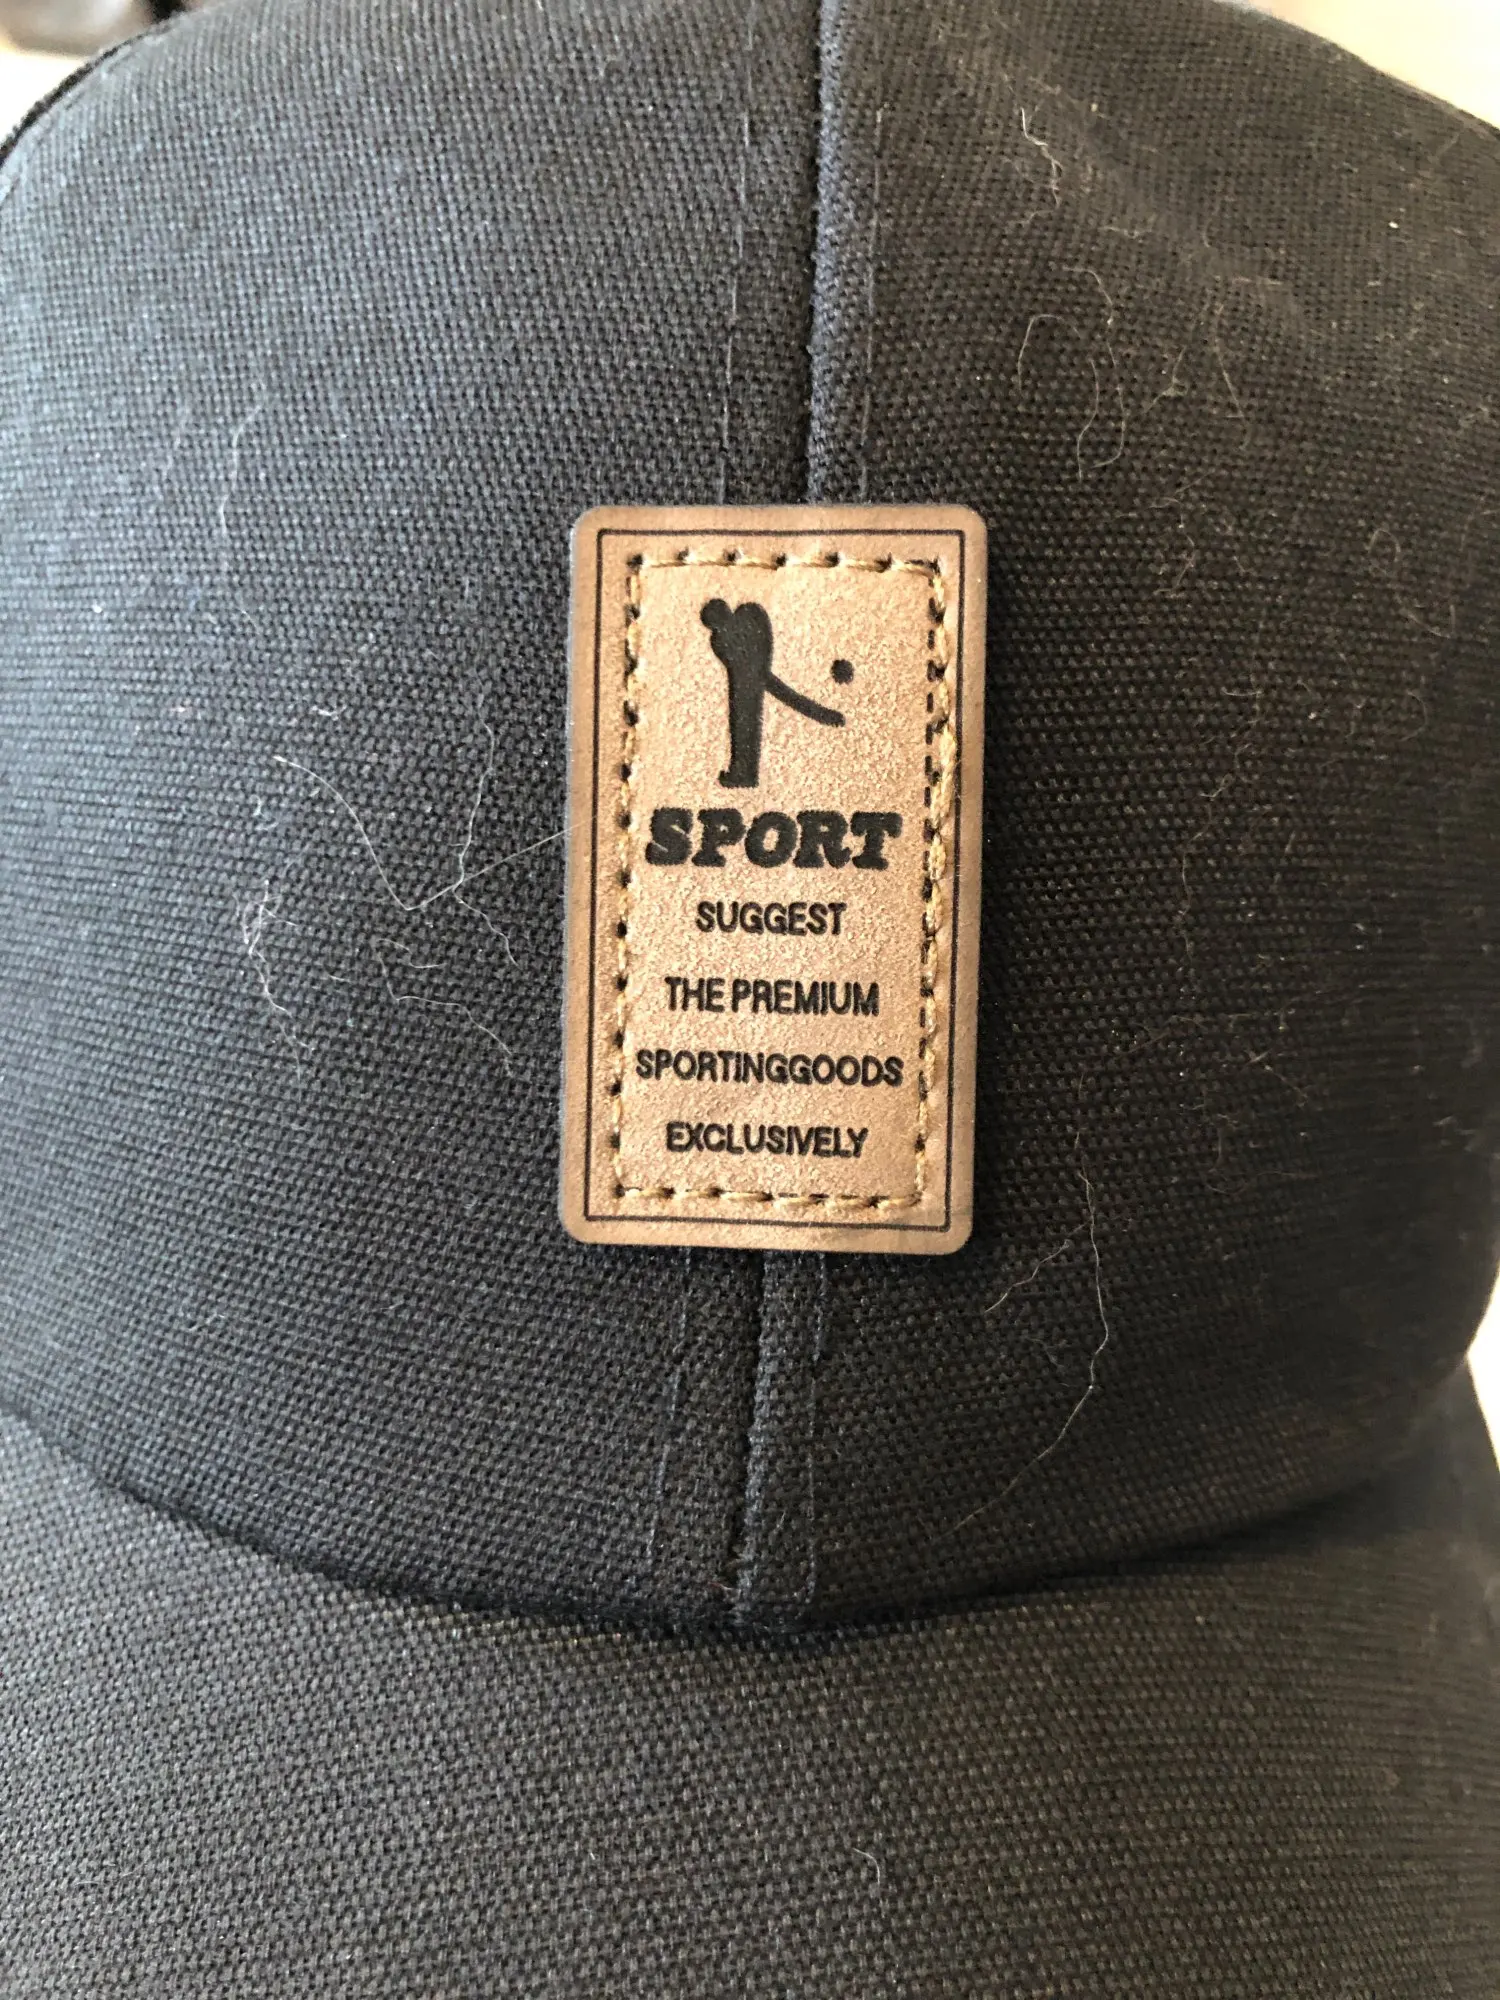 SPORT
SUGGEST
THE PREMIUM
SPORTINGGOODS
EXCLUSIVELY